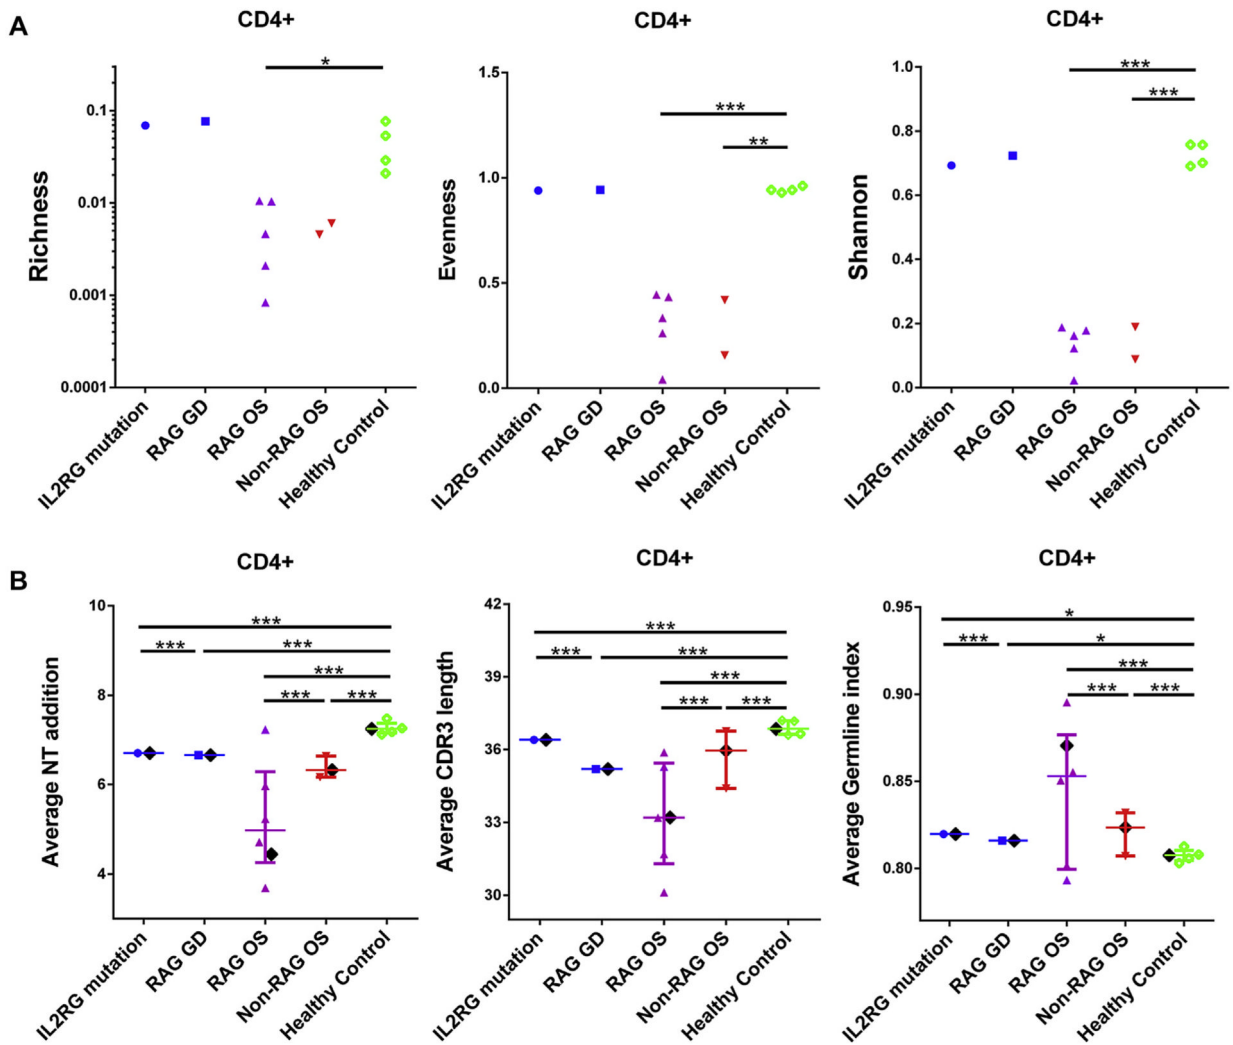 A
CD4+
Richness
0.1
0.01
0.001
0.0001
*
IL2RG mutation
RAG GD
RAG OS
Non-RAG OS
Healthy Control
CD4+
Evenness
1.5
1.0
0.5
0.0
***
**
IL2RG mutation
RAG GD
RAG OS
Non-RAG OS
Healthy Control
CD4+
Shannon
1.0
0.8
0.6
0.4
0.2
0.0
***
***
IL2RG mutation
RAG GD
RAG OS
Non-RAG OS
Healthy Control
B
CD4+
Average NT addition
10
8
6
4
***
***
***
***
***
***
IL2RG mutation
RAG GD
RAG OS
Non-RAG OS
Healthy Control
CD4+
Average CDR3 length
42
39
36
33
30
***
***
***
***
***
***
IL2RG mutation
RAG GD
RAG OS
Non-RAG OS
Healthy Control
CD4+
Average Germline index
0.95
0.90
0.85
0.80
*
***
*
***
***
***
IL2RG mutation
RAG GD
RAG OS
Non-RAG OS
Healthy Control